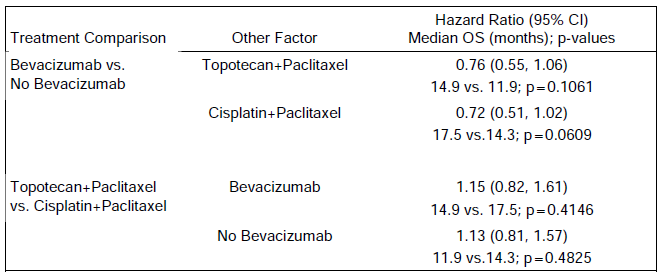 Treatment Comparison Other Factor Hazard Ratio (95% CI)
Median OS (months); p-values
Bevacizumab vs. Topotecan+Paclitaxel 0.76 (0.55, 1.06)
No Bevacizumab 14.9 vs. 11.9; p=0.1061
Cisplatin+Paclitaxel 0.72 (0.51, 1.02)
17.5 vs.14.3; p=0.0609
Topotecan+Paclitaxel Bevacizumab 1.15 (0.82, 1.61)
vs. Cisplatin+Paclitaxel 14.9 vs. 17.5; p=0.4146
No Bevacizumab 1.13 (0.81, 1.57)
11.9 vs.14.3; p=0.4825